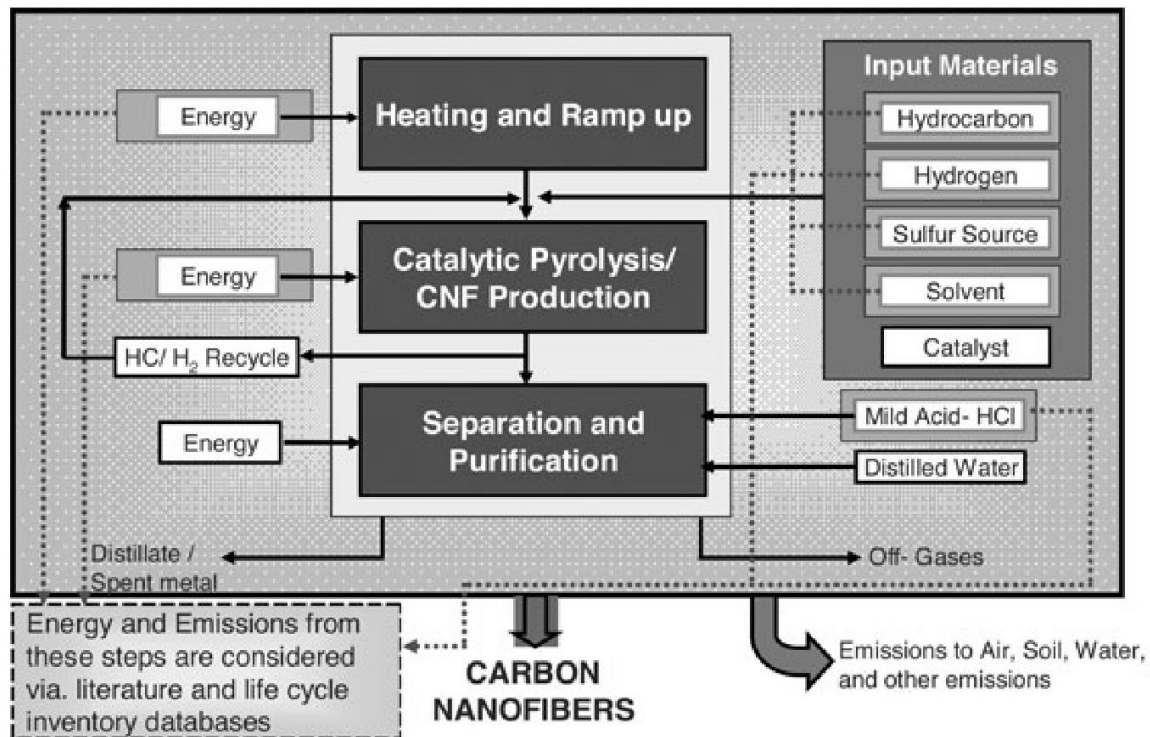 Input Materials
Energy
Heating and Ramp up
Hydrocarbon
Hydrogen
Sulfur Source
Energy
Catalytic Pyrolysis/
CNF Production
Solvent
HC/ H2 Recycle
Catalyst
Energy
Separation and
Purification
Mild Acid- HCl
Distilled Water
Distillate /
Spent metal
Off- Gases
Energy and Emissions from
these steps are considered
via. literature and life cycle
inventory databases
CARBON
NANOFIBERS
Emissions to Air, Soil, Water,
and other emissions